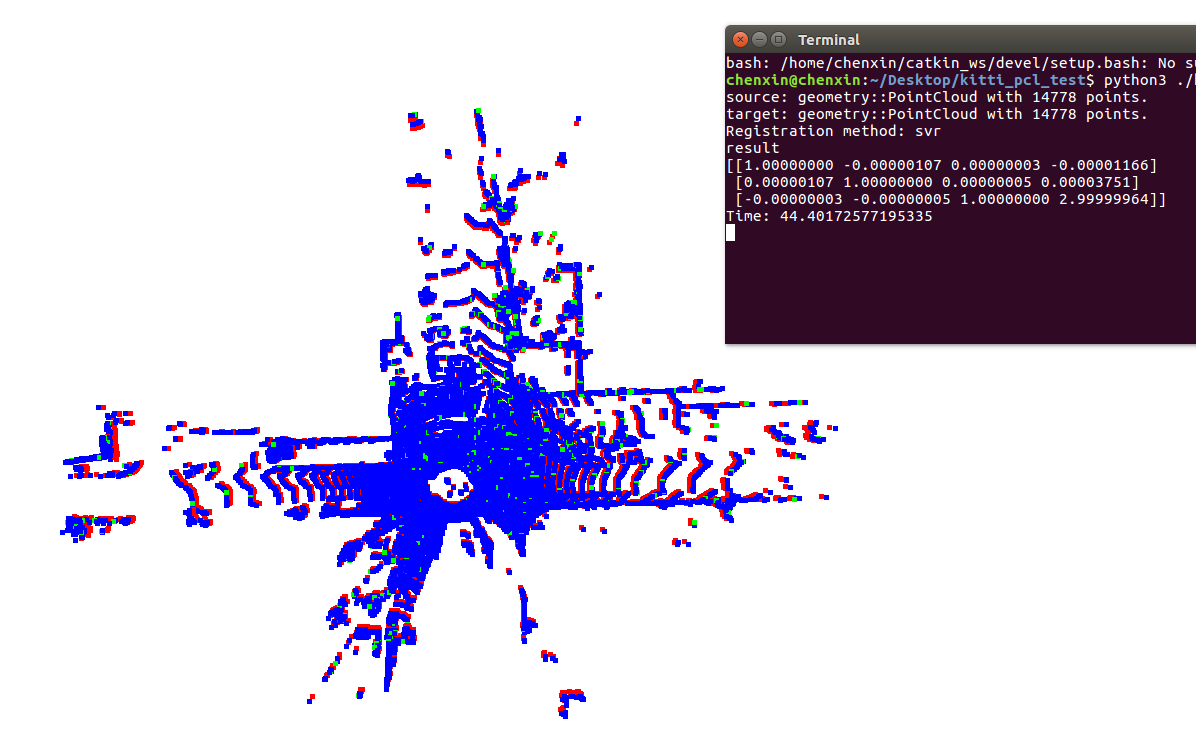 Terminal
bash: /home/chenxin/catkin_ws/devel/setup.bash: No
chenxin@chenxin:~/Desktop/kitti_pcl_test$ python3
source: geometry::PointCloud with 14778 points.
target: geometry::PointCloud with 14778 points.
Registration method: svr
result
[[1.00000000 -0.00000107 0.00000003 -0.00001166]
[0.00000107 1.00000000 0.00000005 0.00003751]
[-0.00000003 -0.00000005 1.00000000 2.99999964]]
Time: 44.40172577195335